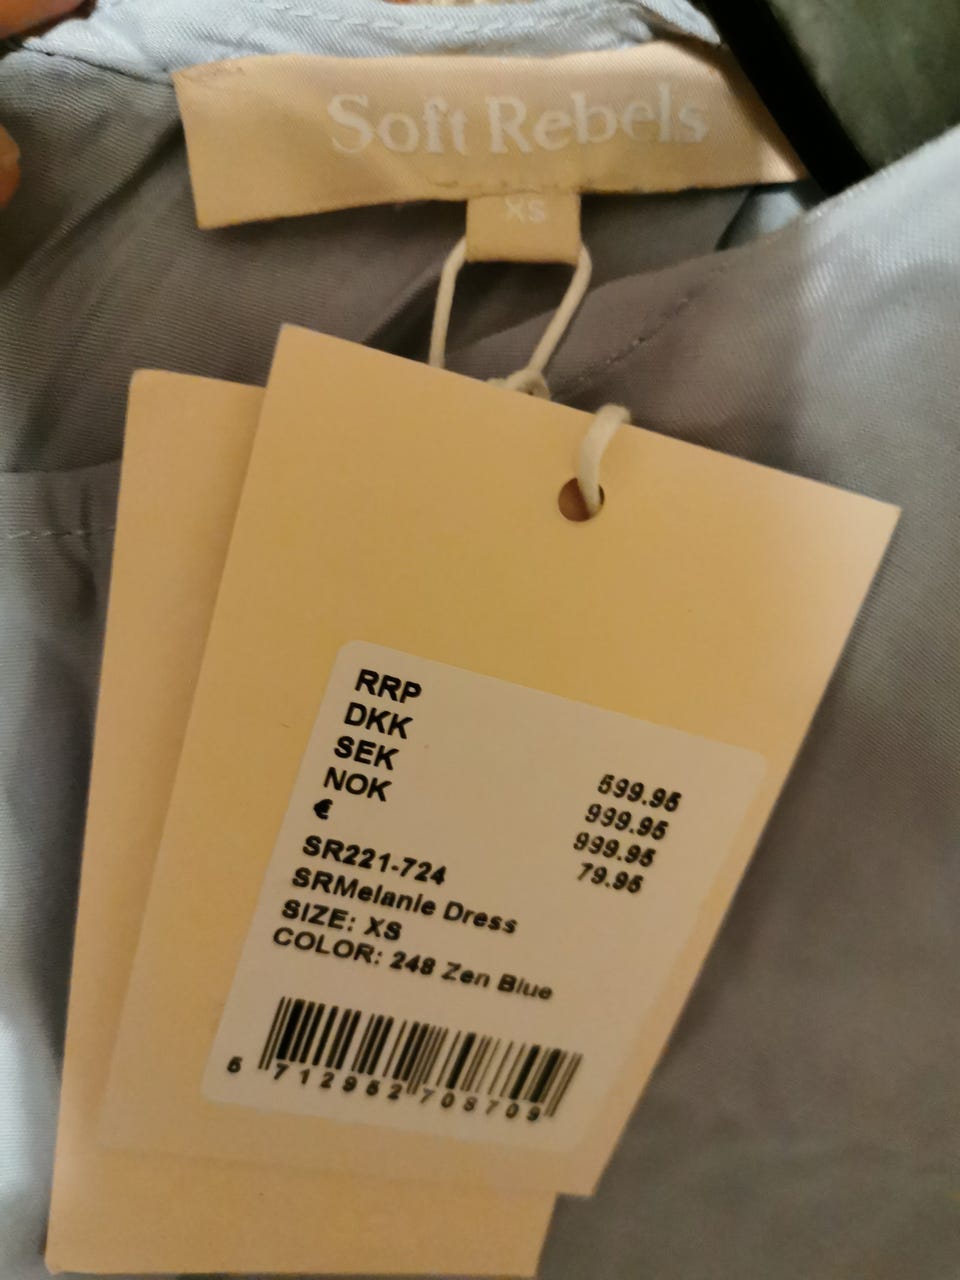 Soft Rebels
XS
RRP
DKK 599.95
SEK 999.95
NOK 999.95
€ 79.95
SR221-724
SRMelanie Dress
SIZE: XS
COLOR: 248 Zen Blue
5 712952 708709